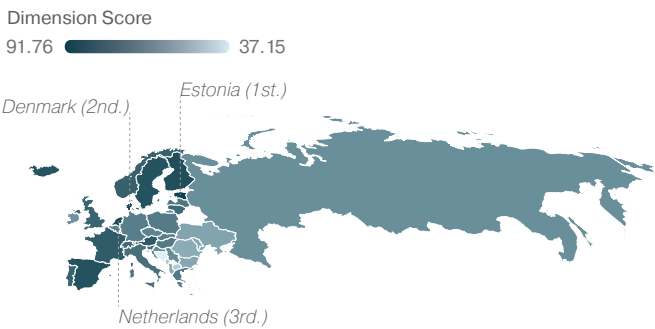 Dimension Score
91.76 37.15
Estonia (1st.)
Denmark (2nd.)
Netherlands (3rd.)